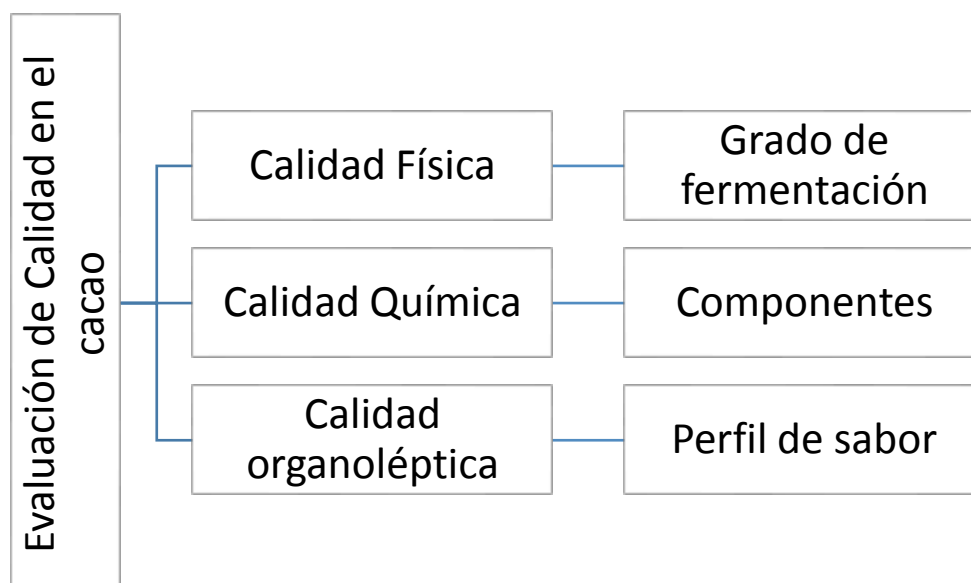 Evaluación de Calidad en el
cacao
Calidad Física
Grado de
fermentación
Calidad Química
Componentes
Calidad
organoléptica
Perfil de sabor